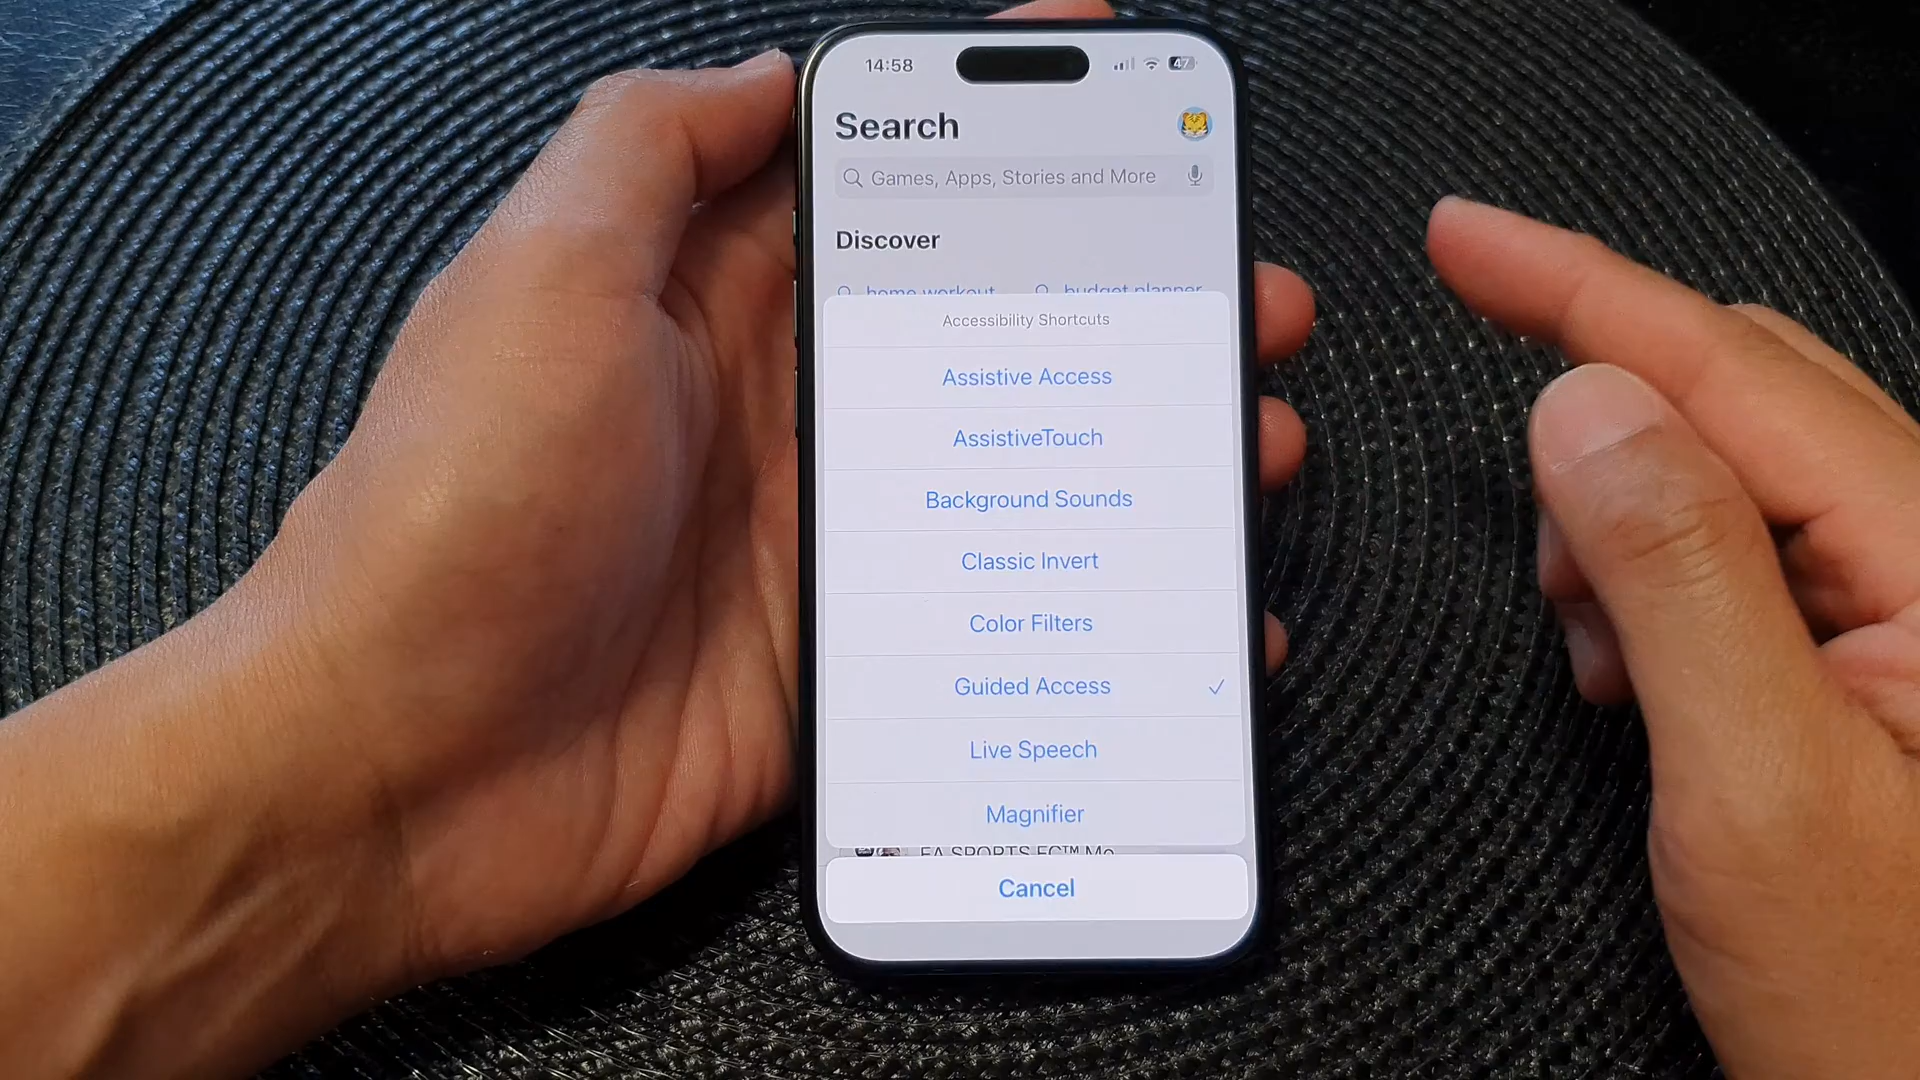 14:58
47
Search
Games, Apps, Stories and More
Discover
home workout
budget planner
Accessibility Shortcuts
Assistive Access
AssistiveTouch
Background Sounds
Classic Invert
Color Filters
Guided Access
Live Speech
Magnifier
EA SPORTS FC™ Mo
Cancel